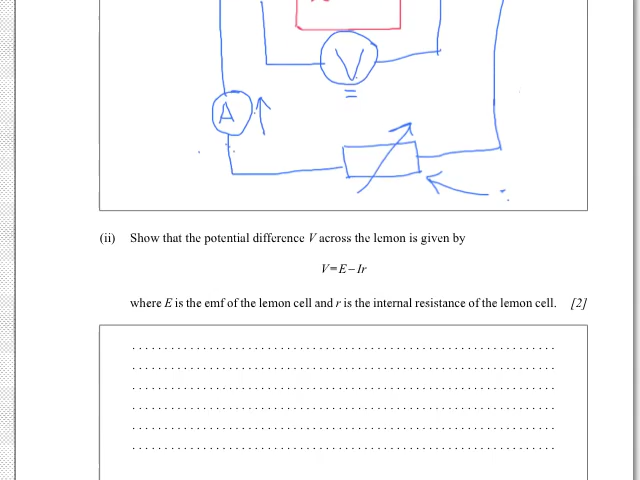 V
A
(ii) Show that the potential difference V across the lemon is given by
V=E–Ir
where E is the emf of the lemon cell and r is the internal resistance of the lemon cell. [2]